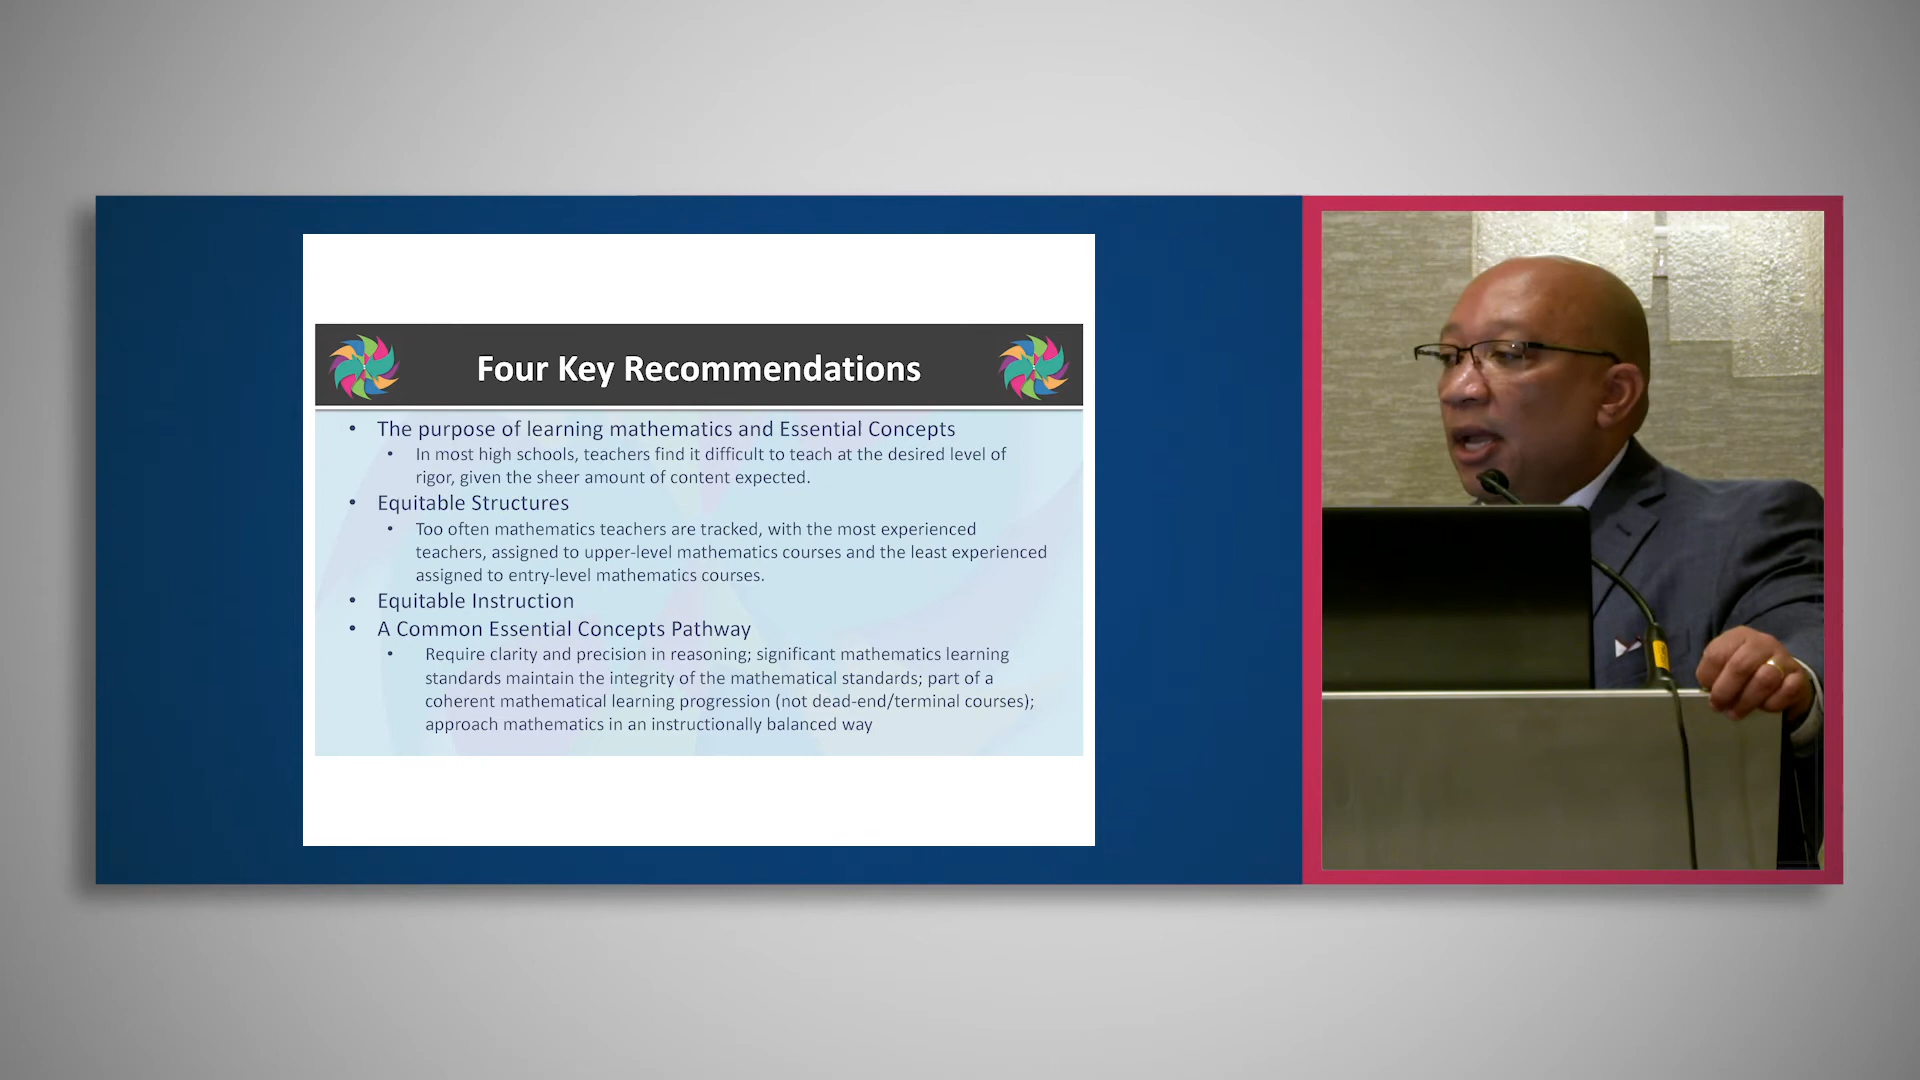 Four Key Recommendations
• The purpose of learning mathematics and Essential Concepts
• In most high schools, teachers find it difficult to teach at the desired level of
rigor, given the sheer amount of content expected.
• Equitable Structures
• Too often mathematics teachers are tracked, with the most experienced
teachers, assigned to upper-level mathematics courses and the least experienced
assigned to entry-level mathematics courses.
• Equitable Instruction
• A Common Essential Concepts Pathway
• Require clarity and precision in reasoning; significant mathematics learning
standards maintain the integrity of the mathematical standards; part of a
coherent mathematical learning progression (not dead-end/terminal courses);
approach mathematics in an instructionally balanced way